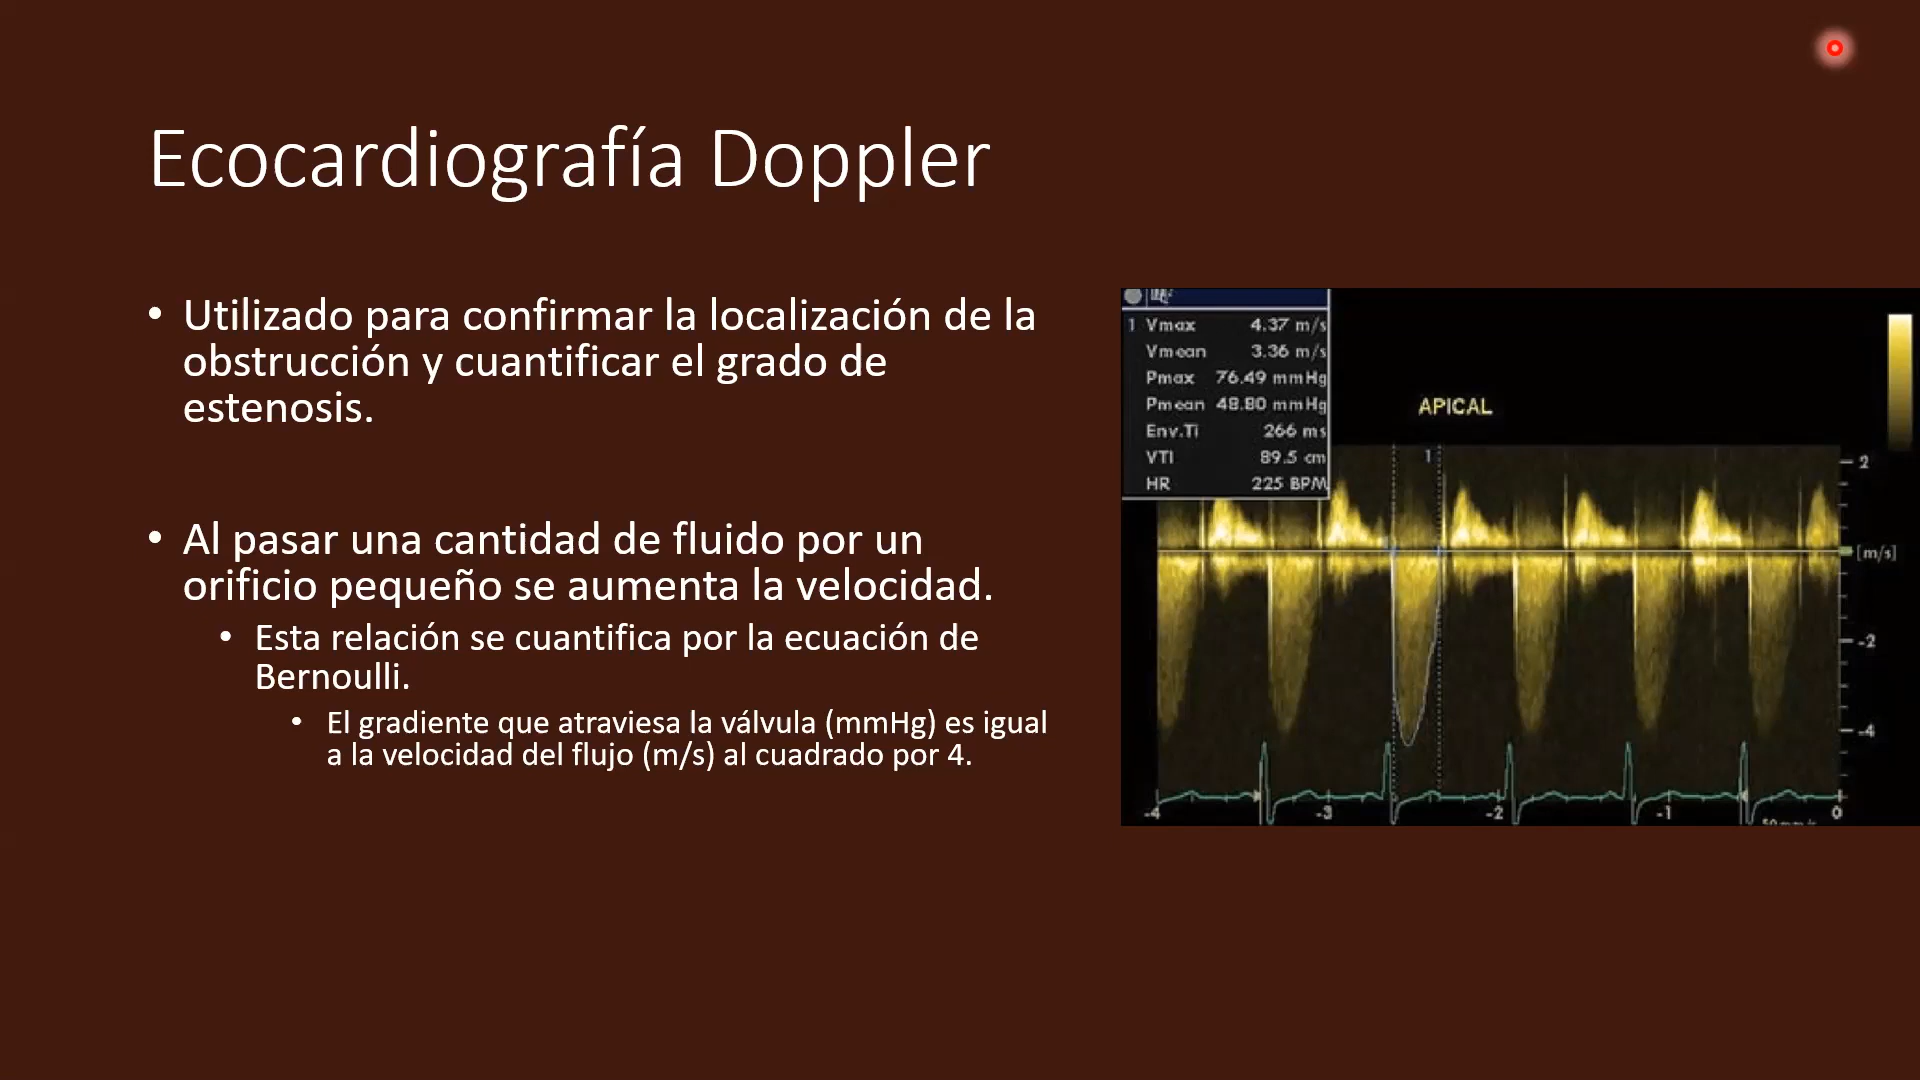 Ecocardiografía Doppler
• Utilizado para confirmar la localización de la
obstrucción y cuantificar el grado de
estenosis.
• Al pasar una cantidad de fluido por un
orificio pequeño se aumenta la velocidad.
• Esta relación se cuantifica por la ecuación de
Bernoulli.
• El gradiente que atraviesa la válvula (mmHg) es igual
a la velocidad del flujo (m/s) al cuadrado por 4.
1 Vmax 4.37 m/s
Vmean 3.36 m/s
Pmax 76.49 mmHg
Pmean 48.80 mmHg
Env.Ti 266 ms
VTI 89.5 cm
HR 225 BPM
APICAL
1
2
[m/s]
-2
-4
-4 -3 -2 -1 0